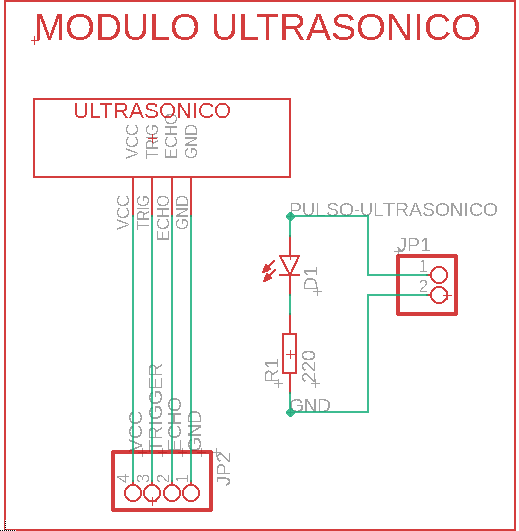 MODULO ULTRASONICO
ULTRASONICO
VCC
TRIG
ECHO
GND
VCC
TRIG
ECHO
GND
PULSO-ULTRASONICO
JP1
1
2
D1
R1
220
GND
VCC
TRIGGER
ECHO
GND
JP2
4
3
2
1